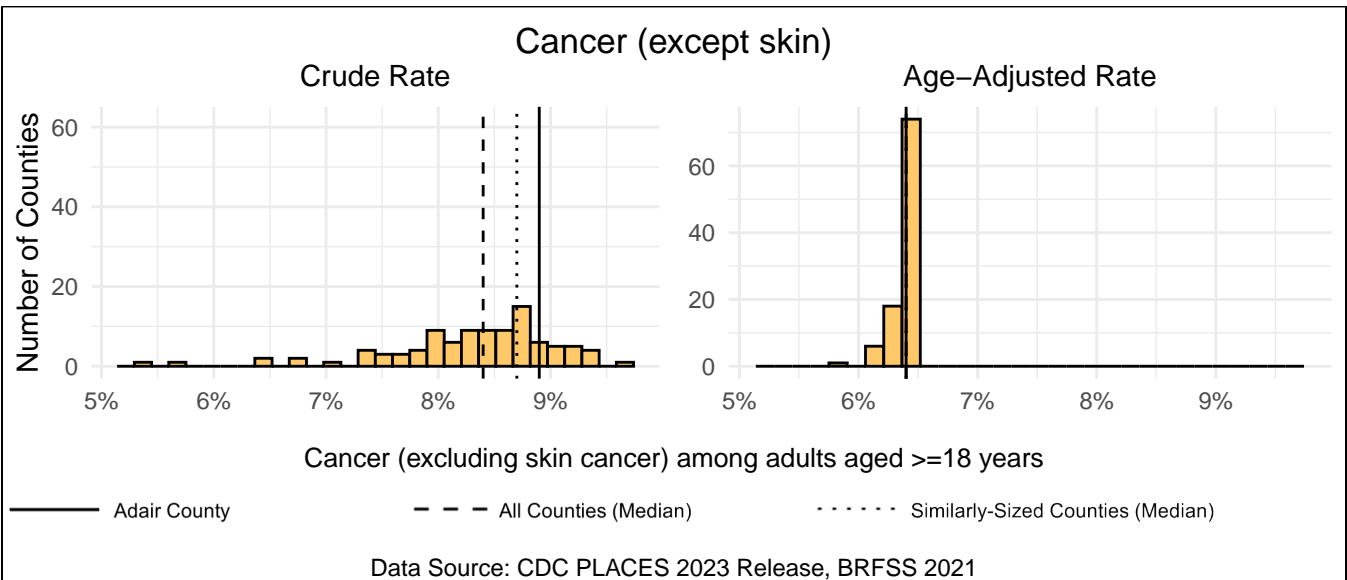 Cancer (except skin)
Crude Rate
Age−Adjusted Rate
Number of Counties
60
40
20
0
5%
6%
7%
8%
9%
60
40
20
0
5%
6%
7%
8%
9%
Cancer (excluding skin cancer) among adults aged >=18 years
Adair County
All Counties (Median)
Similarly-Sized Counties (Median)
Data Source: CDC PLACES 2023 Release, BRFSS 2021